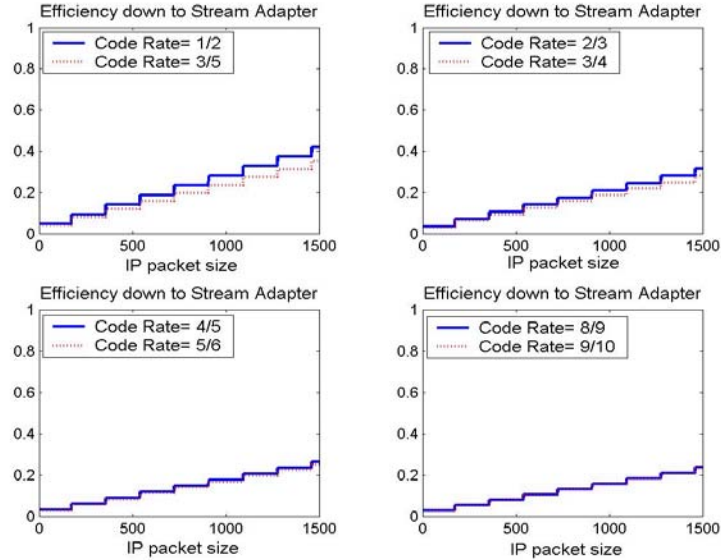 Efficiency down to Stream Adapter
Code Rate= 1/2
Code Rate= 3/5
1
0.8
0.6
0.4
0.2
0
0 500 1000 1500
IP packet size
Efficiency down to Stream Adapter
Code Rate= 2/3
Code Rate= 3/4
1
0.8
0.6
0.4
0.2
0
0 500 1000 1500
IP packet size
Efficiency down to Stream Adapter
Code Rate= 4/5
Code Rate= 5/6
1
0.8
0.6
0.4
0.2
0
0 500 1000 1500
IP packet size
Efficiency down to Stream Adapter
Code Rate= 8/9
Code Rate= 9/10
1
0.8
0.6
0.4
0.2
0
0 500 1000 1500
IP packet size